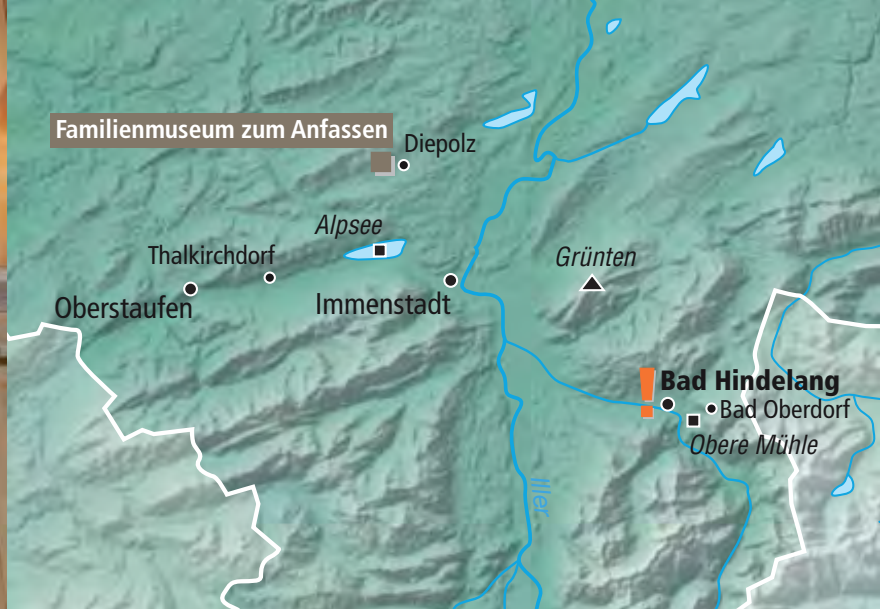 Familienmuseum zum Anfassen
Diepolz
Alpsee
Thalkirchdorf
Grünten
Oberstaufen
Immenstadt
! Bad Hindelang
Bad Oberdorf
Obere Mühle
Iller